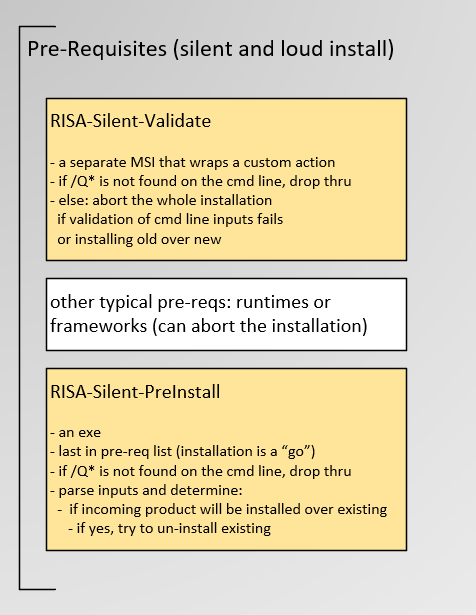 Pre-Requisites (silent and loud install)
RISA-Silent-Validate
- a separate MSI that wraps a custom action
- if /Q* is not found on the cmd line, drop thru
- else: abort the whole installation
if validation of cmd line inputs fails
or installing old over new
other typical pre-reqs: runtimes or
frameworks (can abort the installation)
RISA-Silent-PreInstall
- an exe
- last in pre-req list (installation is a “go”)
- if /Q* is not found on the cmd line, drop thru
- parse inputs and determine:
- if incoming product will be installed over existing
- if yes, try to un-install existing